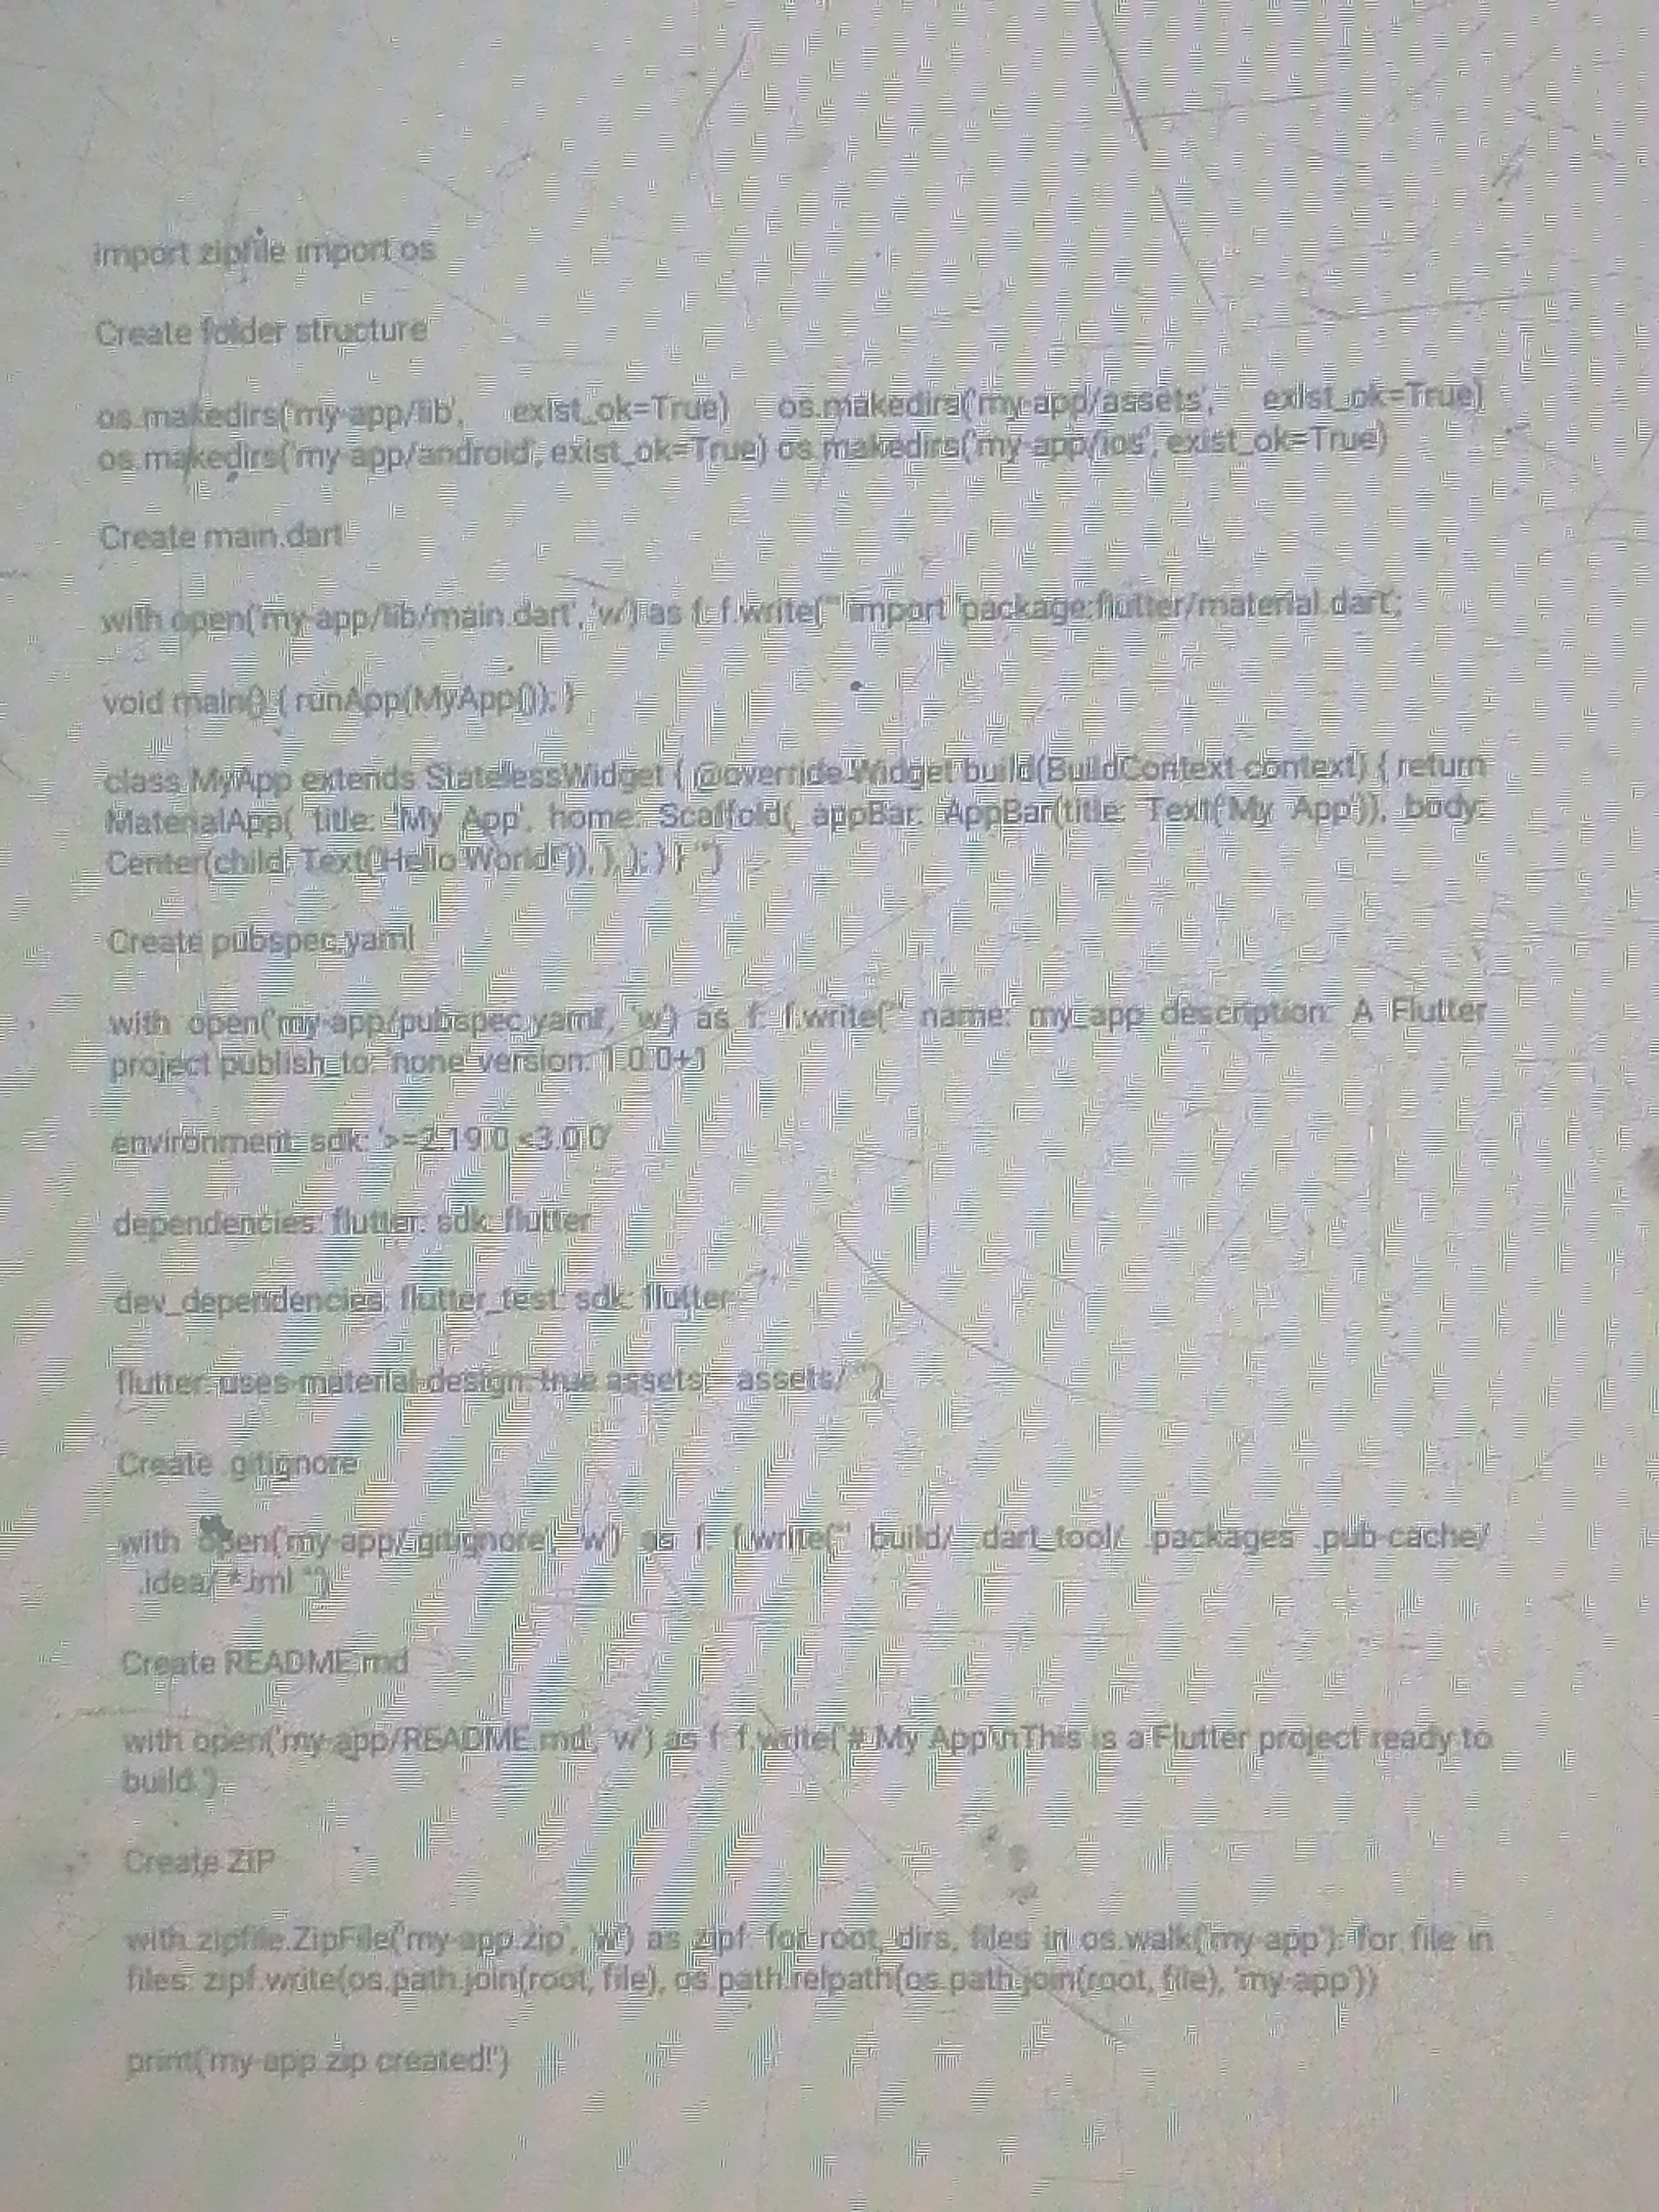 import zipfile import os
Create folder structure
os.makedirs('my-app/lib', exist_ok=True) os.makedirs('my-app/assets', exist_ok=True)
os.makedirs('my-app/android', exist_ok=True) os.makedirs('my-app/ios', exist_ok=True)
Create main.dart
with open('my-app/lib/main.dart', 'w') as f: f.write(''' import 'package:flutter/material.dart';
void main() { runApp(MyApp()); }
class MyApp extends StatelessWidget { @override Widget build(BuildContext context) { return
MaterialApp( title: 'My App', home: Scaffold( appBar: AppBar(title: Text('My App')), body:
Center(child: Text('Hello World!')), ), ); } } ''')
Create pubspec.yaml
with open('my-app/pubspec.yaml', 'w') as f: f.write(''' name: my_app description: A Flutter
project publish_to: 'none' version: 1.0.0+1
environment: sdk: '>=2.19.0 <3.0.0'
dependencies: flutter: sdk: flutter
dev_dependencies: flutter_test: sdk: flutter
flutter: uses-material-design: true assets: - assets/ ''')
Create .gitignore
with open('my-app/.gitignore', 'w') as f: f.write(''' build/ .dart_tool/ .packages .pub-cache/
.idea/ *.iml ''')
Create README.md
with open('my-app/README.md', 'w') as f: f.write('# My App\nThis is a Flutter project ready to
build.')
Create ZIP
with zipfile.ZipFile('my-app.zip', 'w') as zipf: for root, dirs, files in os.walk('my-app'): for file in
files: zipf.write(os.path.join(root, file), os.path.relpath(os.path.join(root, file), 'my-app'))
print('my-app.zip created!')